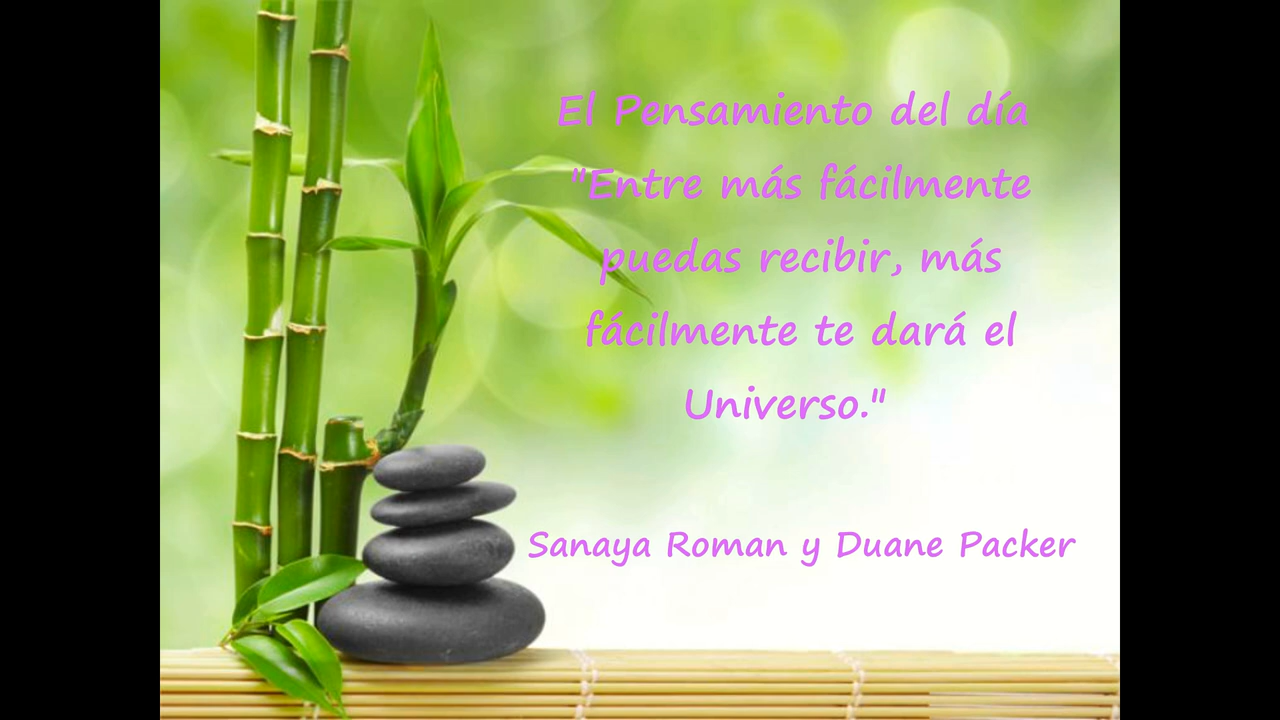 El Pensamiento del día
"Entre más fácilmente
puedas recibir, más
fácilmente te dará el
Universo."
Sanaya Roman y Duane Packer